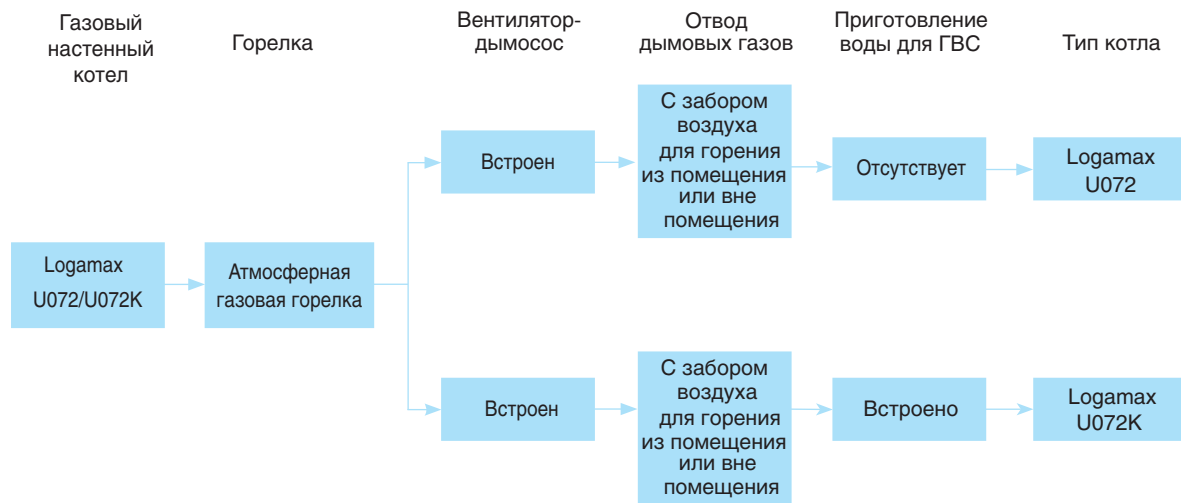 Газовый
настенный
котел
Горелка
Вентилятор-
дымосос
Отвод
дымовых газов
Приготовление
воды для ГВС
Тип котла
Logamax
U072/U072K
Атмосферная
газовая горелка
Встроен
С забором
воздуха
для горения
из помещения
или вне
помещения
Отсутствует
Logamax
U072
Встроен
С забором
воздуха
для горения
из помещения
или вне
помещения
Встроено
Logamax
U072K